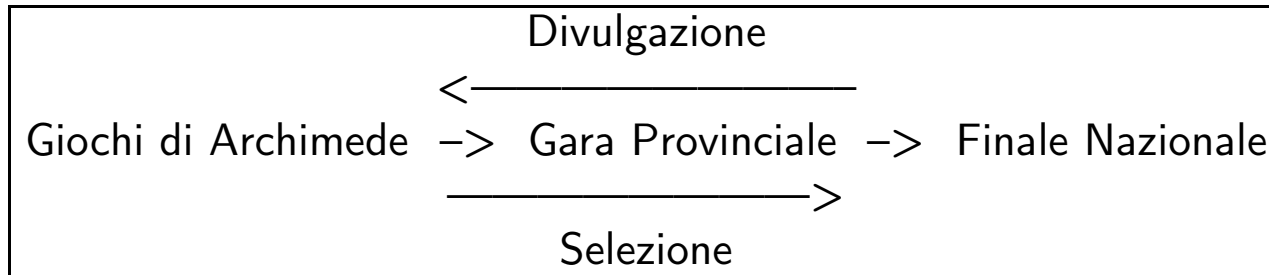 Divulgazione
<—————————
Giochi di Archimede –> Gara Provinciale –> Finale Nazionale
————————>
Selezione